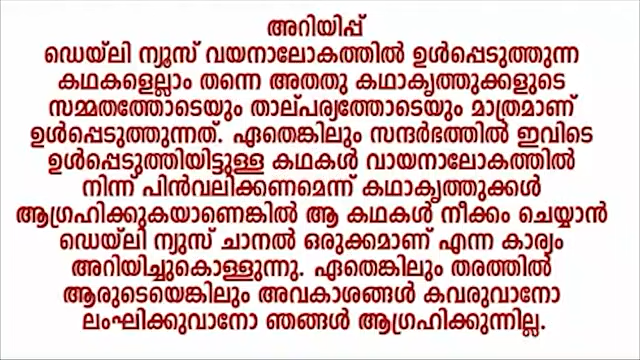 അറിയിപ്പ്
ഡെയ്ലി ന്യൂസ് വയനാലോകത്തിൽ ഉൾപ്പെടുത്തുന്ന
കഥകളെല്ലാം തന്നെ അതതു കഥാകൃത്തുക്കളുടെ
സമ്മതത്തോടെയും താല്പര്യത്തോടെയും മാത്രമാണ്
ഉൾപ്പെടുത്തുന്നത്. ഏതെങ്കിലും സന്ദർഭത്തിൽ ഇവിടെ
ഉൾപ്പെടുത്തിയിട്ടുള്ള കഥകൾ വായനാലോകത്തിൽ
നിന്ന് പിൻവലിക്കണമെന്ന് കഥാകൃത്തുക്കൾ
ആഗ്രഹിക്കുകയാണെങ്കിൽ ആ കഥകൾ നീക്കം ചെയ്യാൻ
ഡെയ്ലി ന്യുസ് ചാനൽ ഒരുക്കമാണ് എന്ന കാര്യം
അറിയിച്ചുകൊള്ളുന്നു. ഏതെങ്കിലും തരത്തിൽ
ആരുടെയെങ്കിലും അവകാശങ്ങൾ കവരുവാനോ
ലംഘിക്കുവാനോ ഞങ്ങൾ ആഗ്രഹിക്കുന്നില്ല.